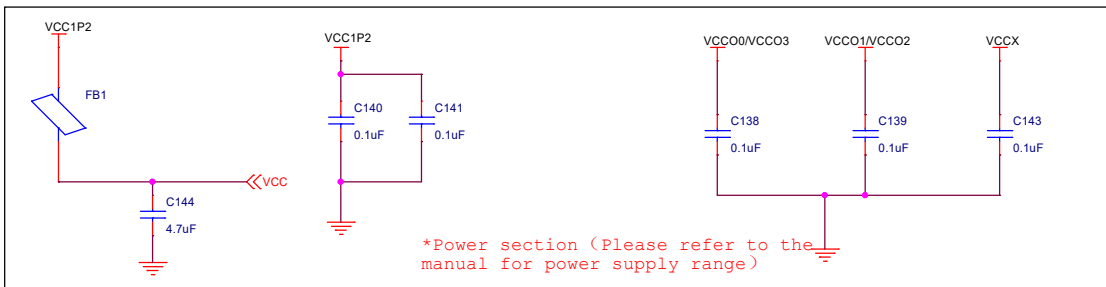 VCC1P2
VCC1P2
VCCO0/VCCO3
VCCO1/VCCO2
VCCX
FB1
C140
0.1uF
C141
0.1uF
C138
0.1uF
C139
0.1uF
C143
0.1uF
VCC
C144
4.7uF
*Power section（Please refer to the
manual for power supply range）